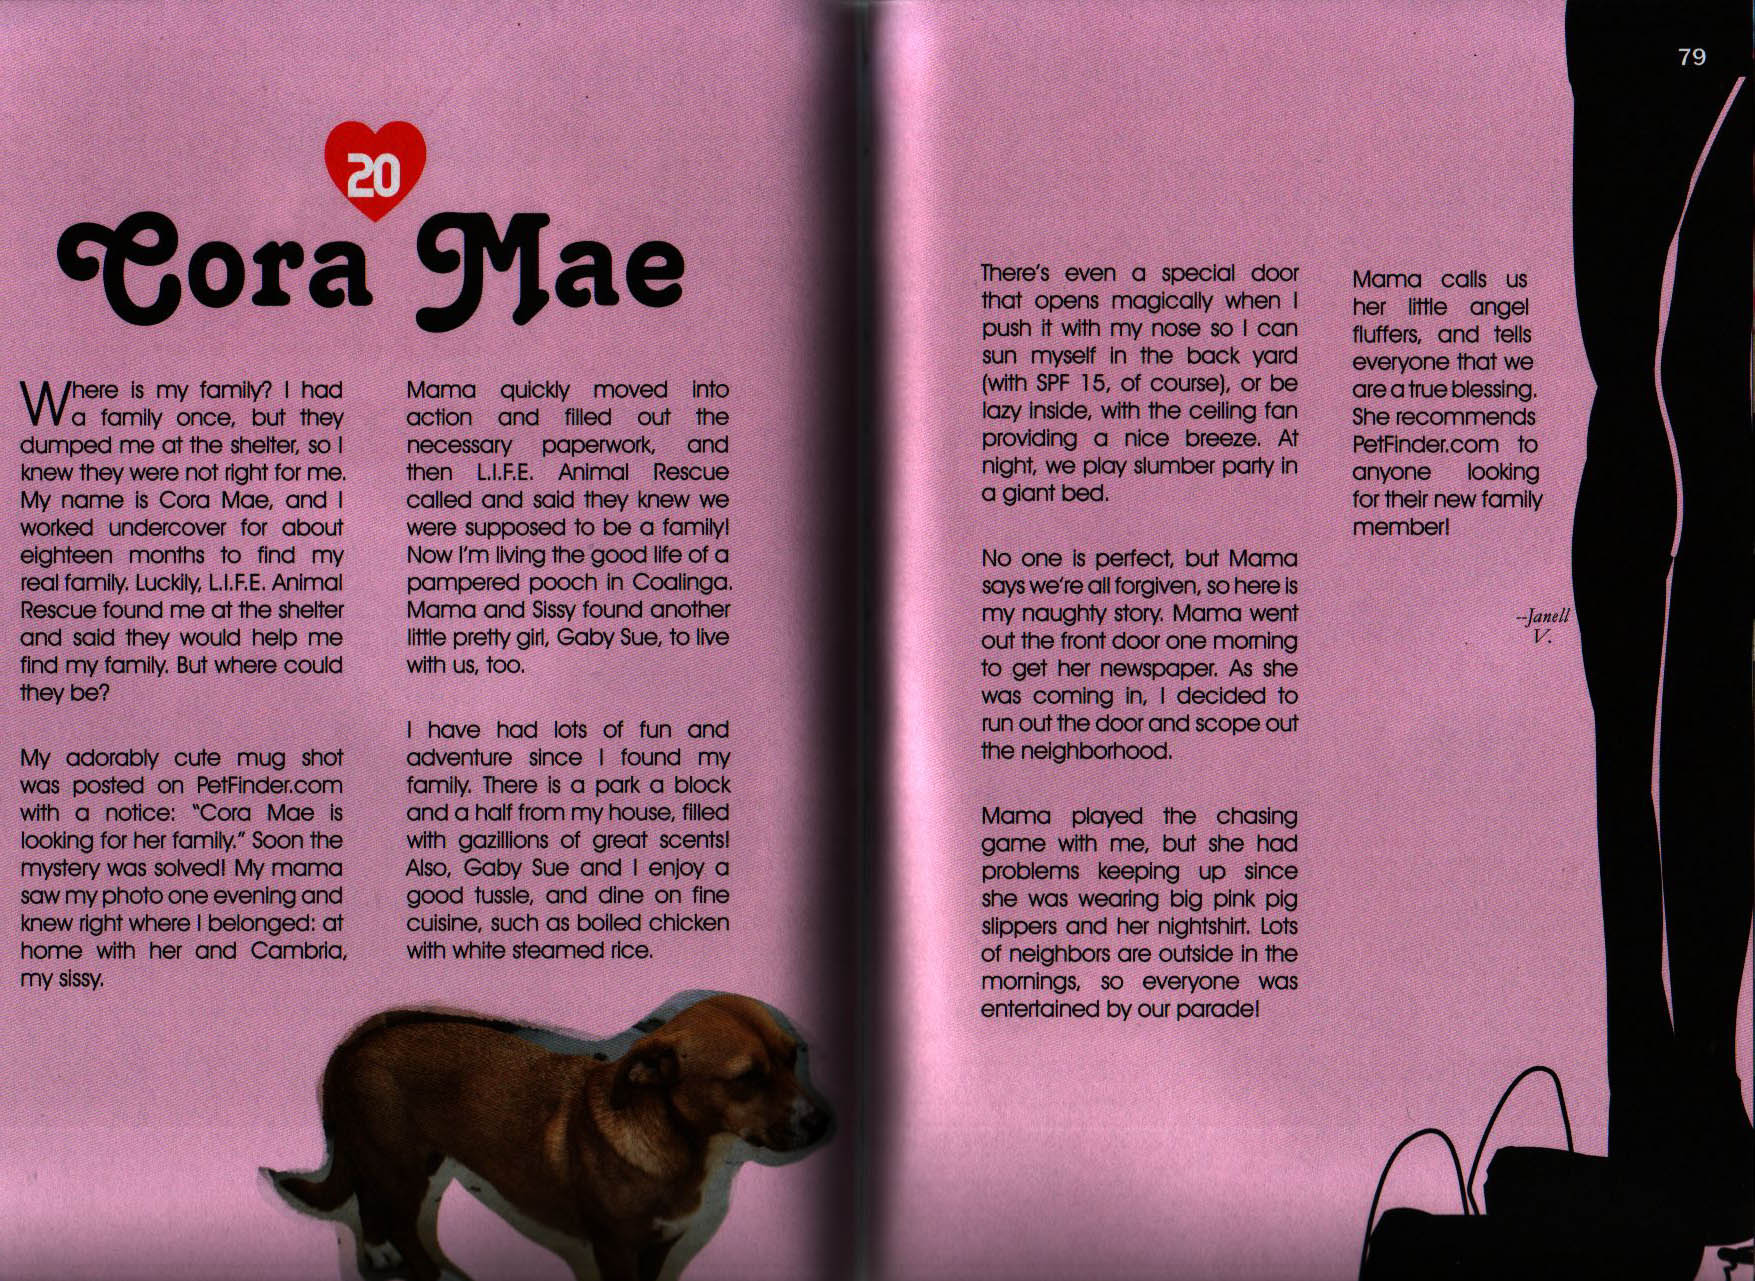 20
Cora Mae
Where is my family? I had
a family once, but they
dumped me at the shelter, so I
knew they were not right for me.
My name is Cora Mae, and I
worked undercover for about
eighteen months to find my
real family. Luckily, L.I.F.E. Animal
Rescue found me at the shelter
and said they would help me
find my family. But where could
they be?
My adorably cute mug shot
was posted on PetFinder.com
with a notice: "Cora Mae is
looking for her family." Soon the
mystery was solved! My mama
saw my photo one evening and
knew right where I belonged: at
home with her and Cambria,
my sissy.
Mama quickly moved into
action and filled out the
necessary paperwork, and
then L.I.F.E. Animal Rescue
called and said they knew we
were supposed to be a family!
Now I'm living the good life of a
pampered pooch in Coalinga.
Mama and Sissy found another
little pretty girl, Gaby Sue, to live
with us, too.
I have had lots of fun and
adventure since I found my
family. There is a park a block
and a half from my house, filled
with gazillions of great scents!
Also, Gaby Sue and I enjoy a
good tussle, and dine on fine
cuisine, such as boiled chicken
with white steamed rice.
79
There's even a special door
that opens magically when I
push it with my nose so I can
sun myself in the back yard
(with SPF 15, of course), or be
lazy inside, with the ceiling fan
providing a nice breeze. At
night, we play slumber party in
a giant bed.
No one is perfect, but Mama
says we're all forgiven, so here is
my naughty story. Mama went
out the front door one morning
to get her newspaper. As she
was coming in, I decided to
run out the door and scope out
the neighborhood.
Mama played the chasing
game with me, but she had
problems keeping up since
she was wearing big pink pig
slippers and her nightshirt. Lots
of neighbors are outside in the
mornings, so everyone was
entertained by our parade!
Mama calls us
her little angel
fluffers, and tells
everyone that we
are a true blessing.
She recommends
PetFinder.com to
anyone looking
for their new family
member!
--Janell
V.